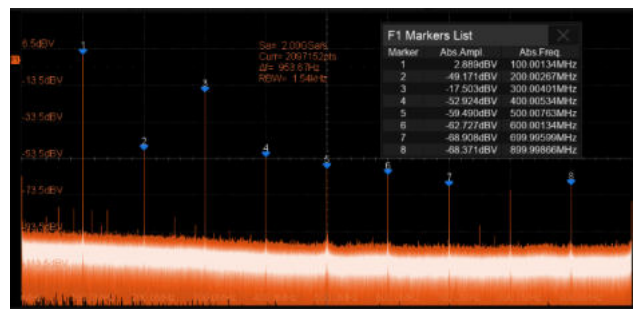 F1 Markers List
Marker Abs.Ampl. Abs.Freq.
1 2.889dBV 100.00134MHz
2 -49.171dBV 200.00267MHz
3 -17.503dBV 300.00401MHz
4 -52.924dBV 400.00534MHz
5 -59.490dBV 500.00763MHz
6 -62.727dBV 600.00134MHz
7 -68.908dBV 699.99599MHz
8 -68.371dBV 899.99866MHz
6.5dBV
Sa= 2.00GSa/s
Curr= 2097152pts
Δf= 953.67Hz
RBW= 1.54kHz
-13.5dBV
-33.5dBV
-53.5dBV
-73.5dBV
-93.5dBV
1
2
3
4
5
6
7
8